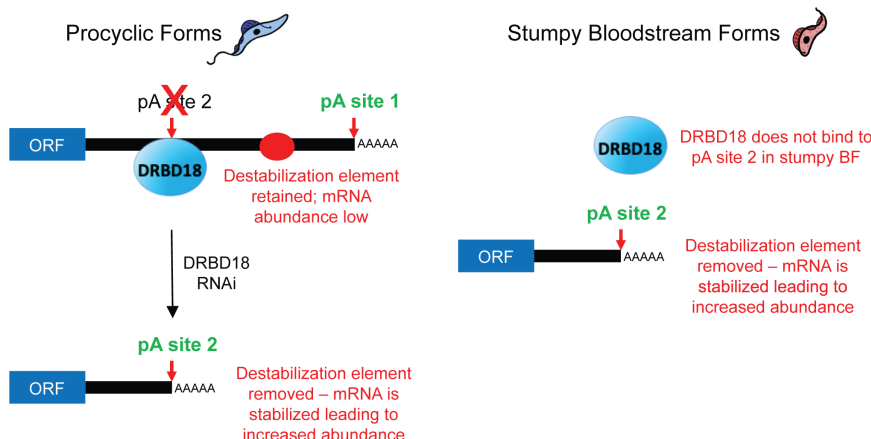 Procyclic Forms
pA site 2
pA site 1
ORF
AAAAA
DRBD18
Destabilization element
retained; mRNA
abundance low
DRBD18
RNAi
pA site 2
ORF
AAAAA
Destabilization element
removed – mRNA is
stabilized leading to
increased abundance
Stumpy Bloodstream Forms
DRBD18
DRBD18 does not bind to
pA site 2 in stumpy BF
pA site 2
ORF
AAAAA
Destabilization element
removed – mRNA is
stabilized leading to
increased abundance